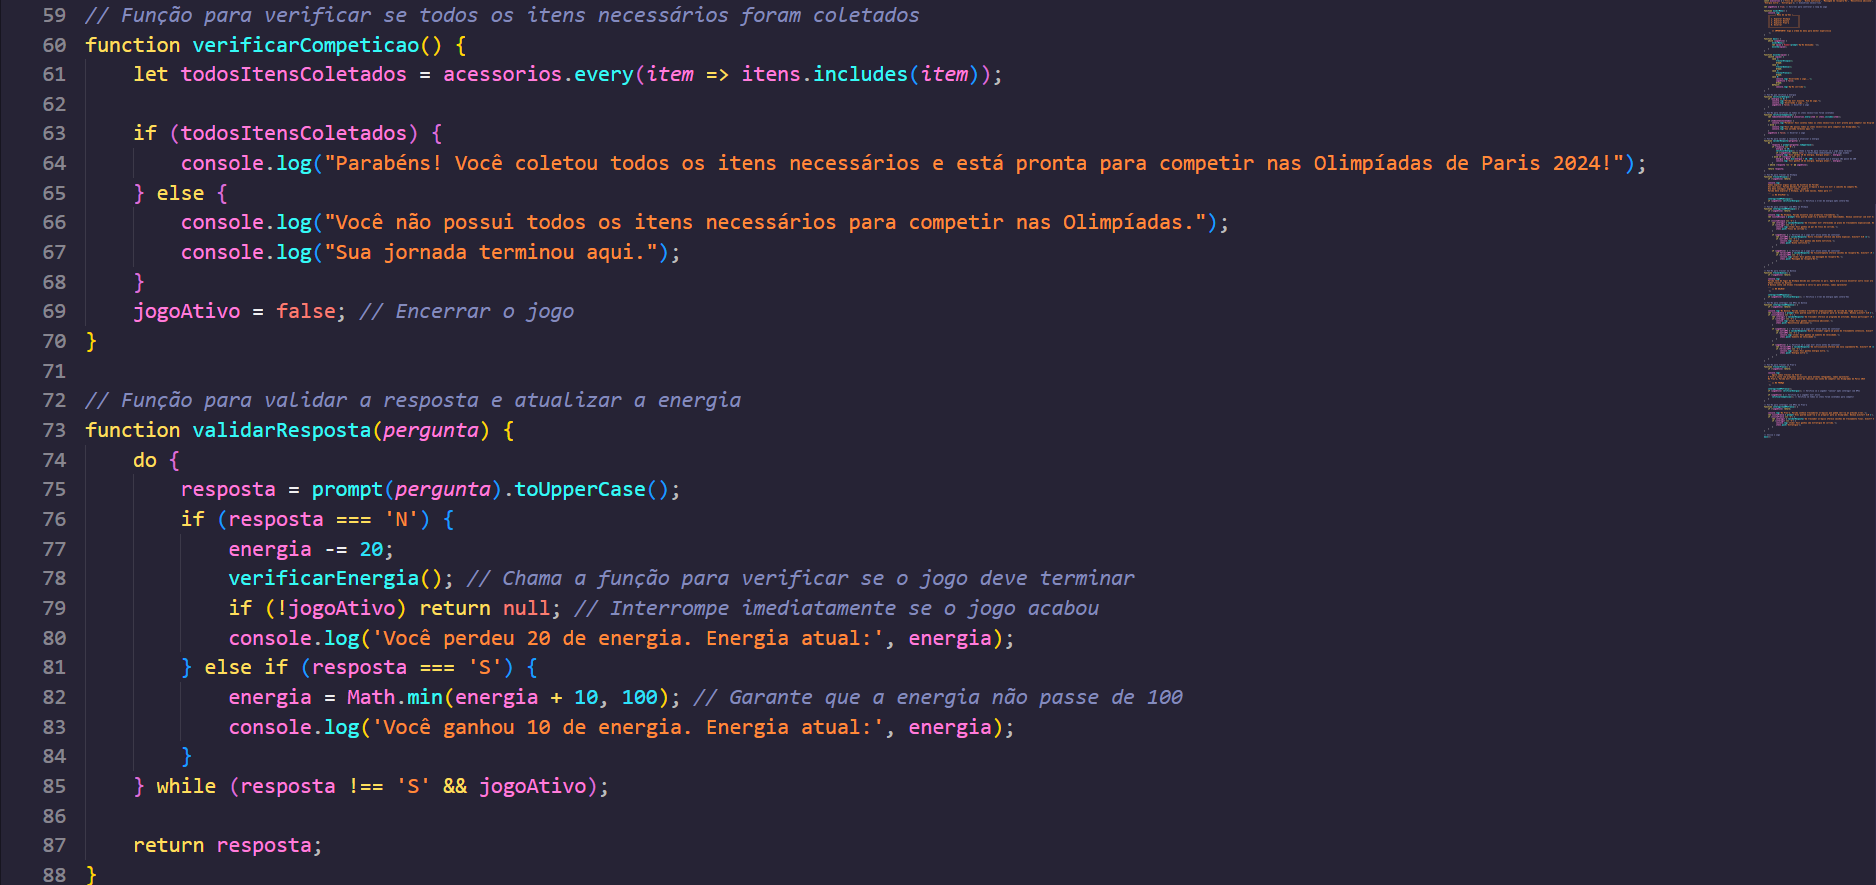 59 // Função para verificar se todos os itens necessários foram coletados
60 function verificarCompeticao() {
61 let todosItensColetados = acessorios.every(item => itens.includes(item));
62
63 if (todosItensColetados) {
64 console.log("Parabéns! Você coletou todos os itens necessários e está pronta para competir nas Olimpíadas de Paris 2024!");
65 } else {
66 console.log("Você não possui todos os itens necessários para competir nas Olimpíadas.");
67 console.log("Sua jornada terminou aqui.");
68 }
69 jogoAtivo = false; // Encerrar o jogo
70 }
71
72 // Função para validar a resposta e atualizar a energia
73 function validarResposta(pergunta) {
74 do {
75 resposta = prompt(pergunta).toUpperCase();
76 if (resposta === 'N') {
77 energia -= 20;
78 verificarEnergia(); // Chama a função para verificar se o jogo deve terminar
79 if (!jogoAtivo) return null; // Interrompe imediatamente se o jogo acabou
80 console.log('Você perdeu 20 de energia. Energia atual:', energia);
81 } else if (resposta === 'S') {
82 energia = Math.min(energia + 10, 100); // Garante que a energia não passe de 100
83 console.log('Você ganhou 10 de energia. Energia atual:', energia);
84 }
85 } while (resposta !== 'S' && jogoAtivo);
86
87 return resposta;
88 }